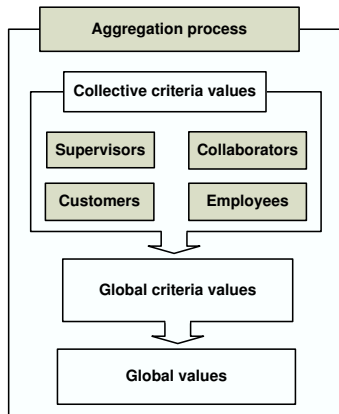 Aggregation process
Collective criteria values
Supervisors
Collaborators
Customers
Employees
Global criteria values
Global values